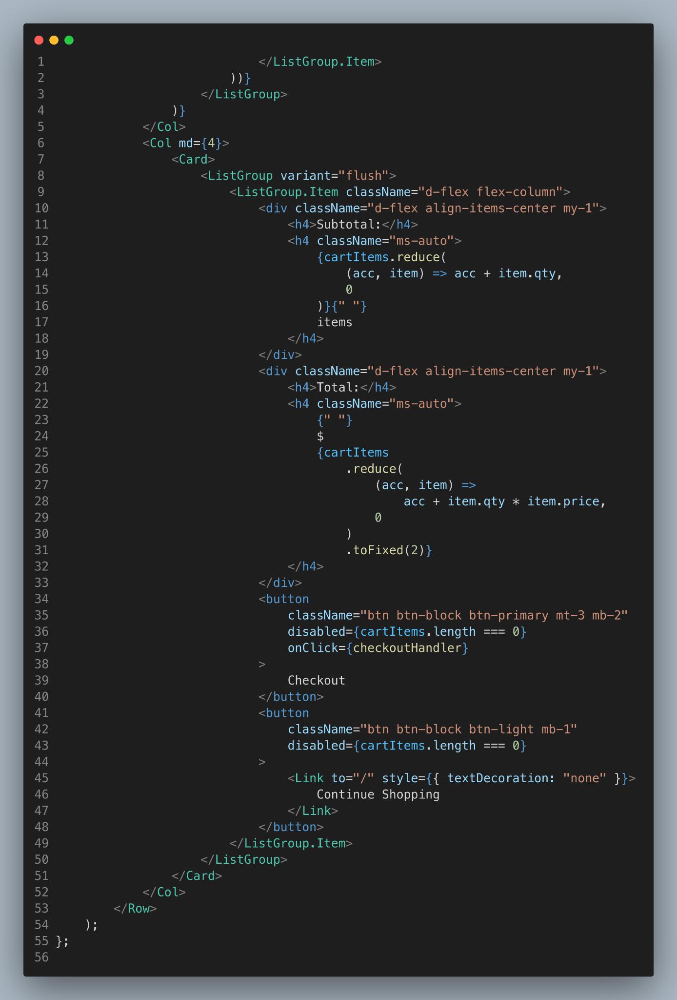 1                             </ListGroup.Item>
2                         ))}
3                     </ListGroup>
4                 )}
5             </Col>
6             <Col md={4}>
7                 <Card>
8                     <ListGroup variant="flush">
9                         <ListGroup.Item className="d-flex flex-column">
10                             <div className="d-flex align-items-center my-1">
11                                 <h4>Subtotal:</h4>
12                                 <h4 className="ms-auto">
13                                     {cartItems.reduce(
14                                         (acc, item) => acc + item.qty,
15                                         0
16                                     )}{" "}
17                                     items
18                                 </h4>
19                             </div>
20                             <div className="d-flex align-items-center my-1">
21                                 <h4>Total:</h4>
22                                 <h4 className="ms-auto">
23                                     {" "}
24                                     $
25                                     {cartItems
26                                         .reduce(
27                                             (acc, item) =>
28                                                 acc + item.qty * item.price,
29                                             0
30                                         )
31                                         .toFixed(2)}
32                                 </h4>
33                             </div>
34                             <button
35                                 className="btn btn-block btn-primary mt-3 mb-2"
36                                 disabled={cartItems.length === 0}
37                                 onClick={checkoutHandler}
38                             >
39                                 Checkout
40                             </button>
41                             <button
42                                 className="btn btn-block btn-light mb-1"
43                                 disabled={cartItems.length === 0}
44                             >
45                                 <Link to="/" style={{ textDecoration: "none" }}>
46                                     Continue Shopping
47                                 </Link>
48                             </button>
49                         </ListGroup.Item>
50                     </ListGroup>
51                 </Card>
52             </Col>
53         </Row>
54     );
55 };
56